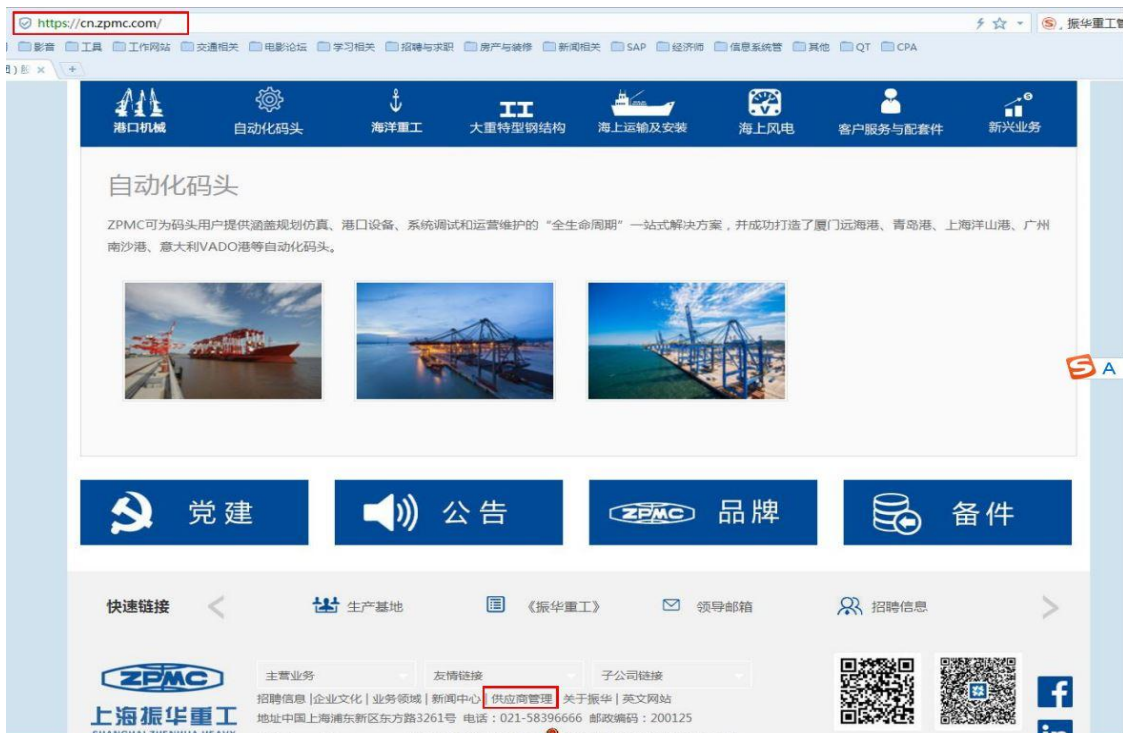 https://cn.zpmc.com/
振华重工
影音 工具 工作网站 交通相关 电影论坛 学习相关 招聘与求职 房产与装修 新闻相关 SAP 经济师 信息系统管 其他 QT CPA
港口机械 自动化码头 海洋重工 大重特型钢结构 海上运输及安装 海上风电 客户服务与配套件 新兴业务
自动化码头
ZPMC可为码头用户提供涵盖规划仿真、港口设备、系统调试和运营维护的“全生命周期”一站式解决方案,并成功打造了厦门远海港、青岛港、上海洋山港、广州
南沙港、意大利VADO港等自动化码头。
A
党建 公告 ZPMC 品牌 备件
快速链接 生产基地 《振华重工》 领导邮箱 招聘信息
ZPMC
上海振华重工
主营业务 友情链接 子公司链接
招聘信息 |企业文化 | 业务领域 | 新闻中心 | 供应商管理 | 关于振华 | 英文网站
地址中国上海浦东新区东方路3261号 电话:021-58396666 邮政编码:200125